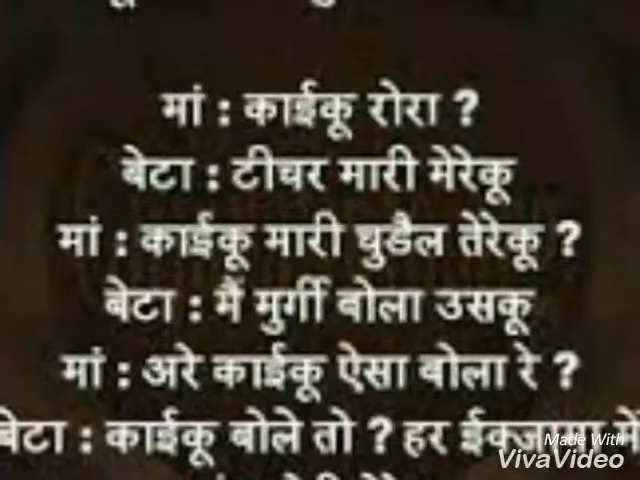 मां : काईकू रोरा ?
बेटा : टीचर मारी मेरेकू
मां : काईकू मारी चुडैल तेरेकू ?
बेटा : मैं मुर्गी बोला उसकू
मां : अरे काईकू ऐसा बोला रे ?
बेटा : काईकू बोले तो ? हर
Made With
VivaVideo